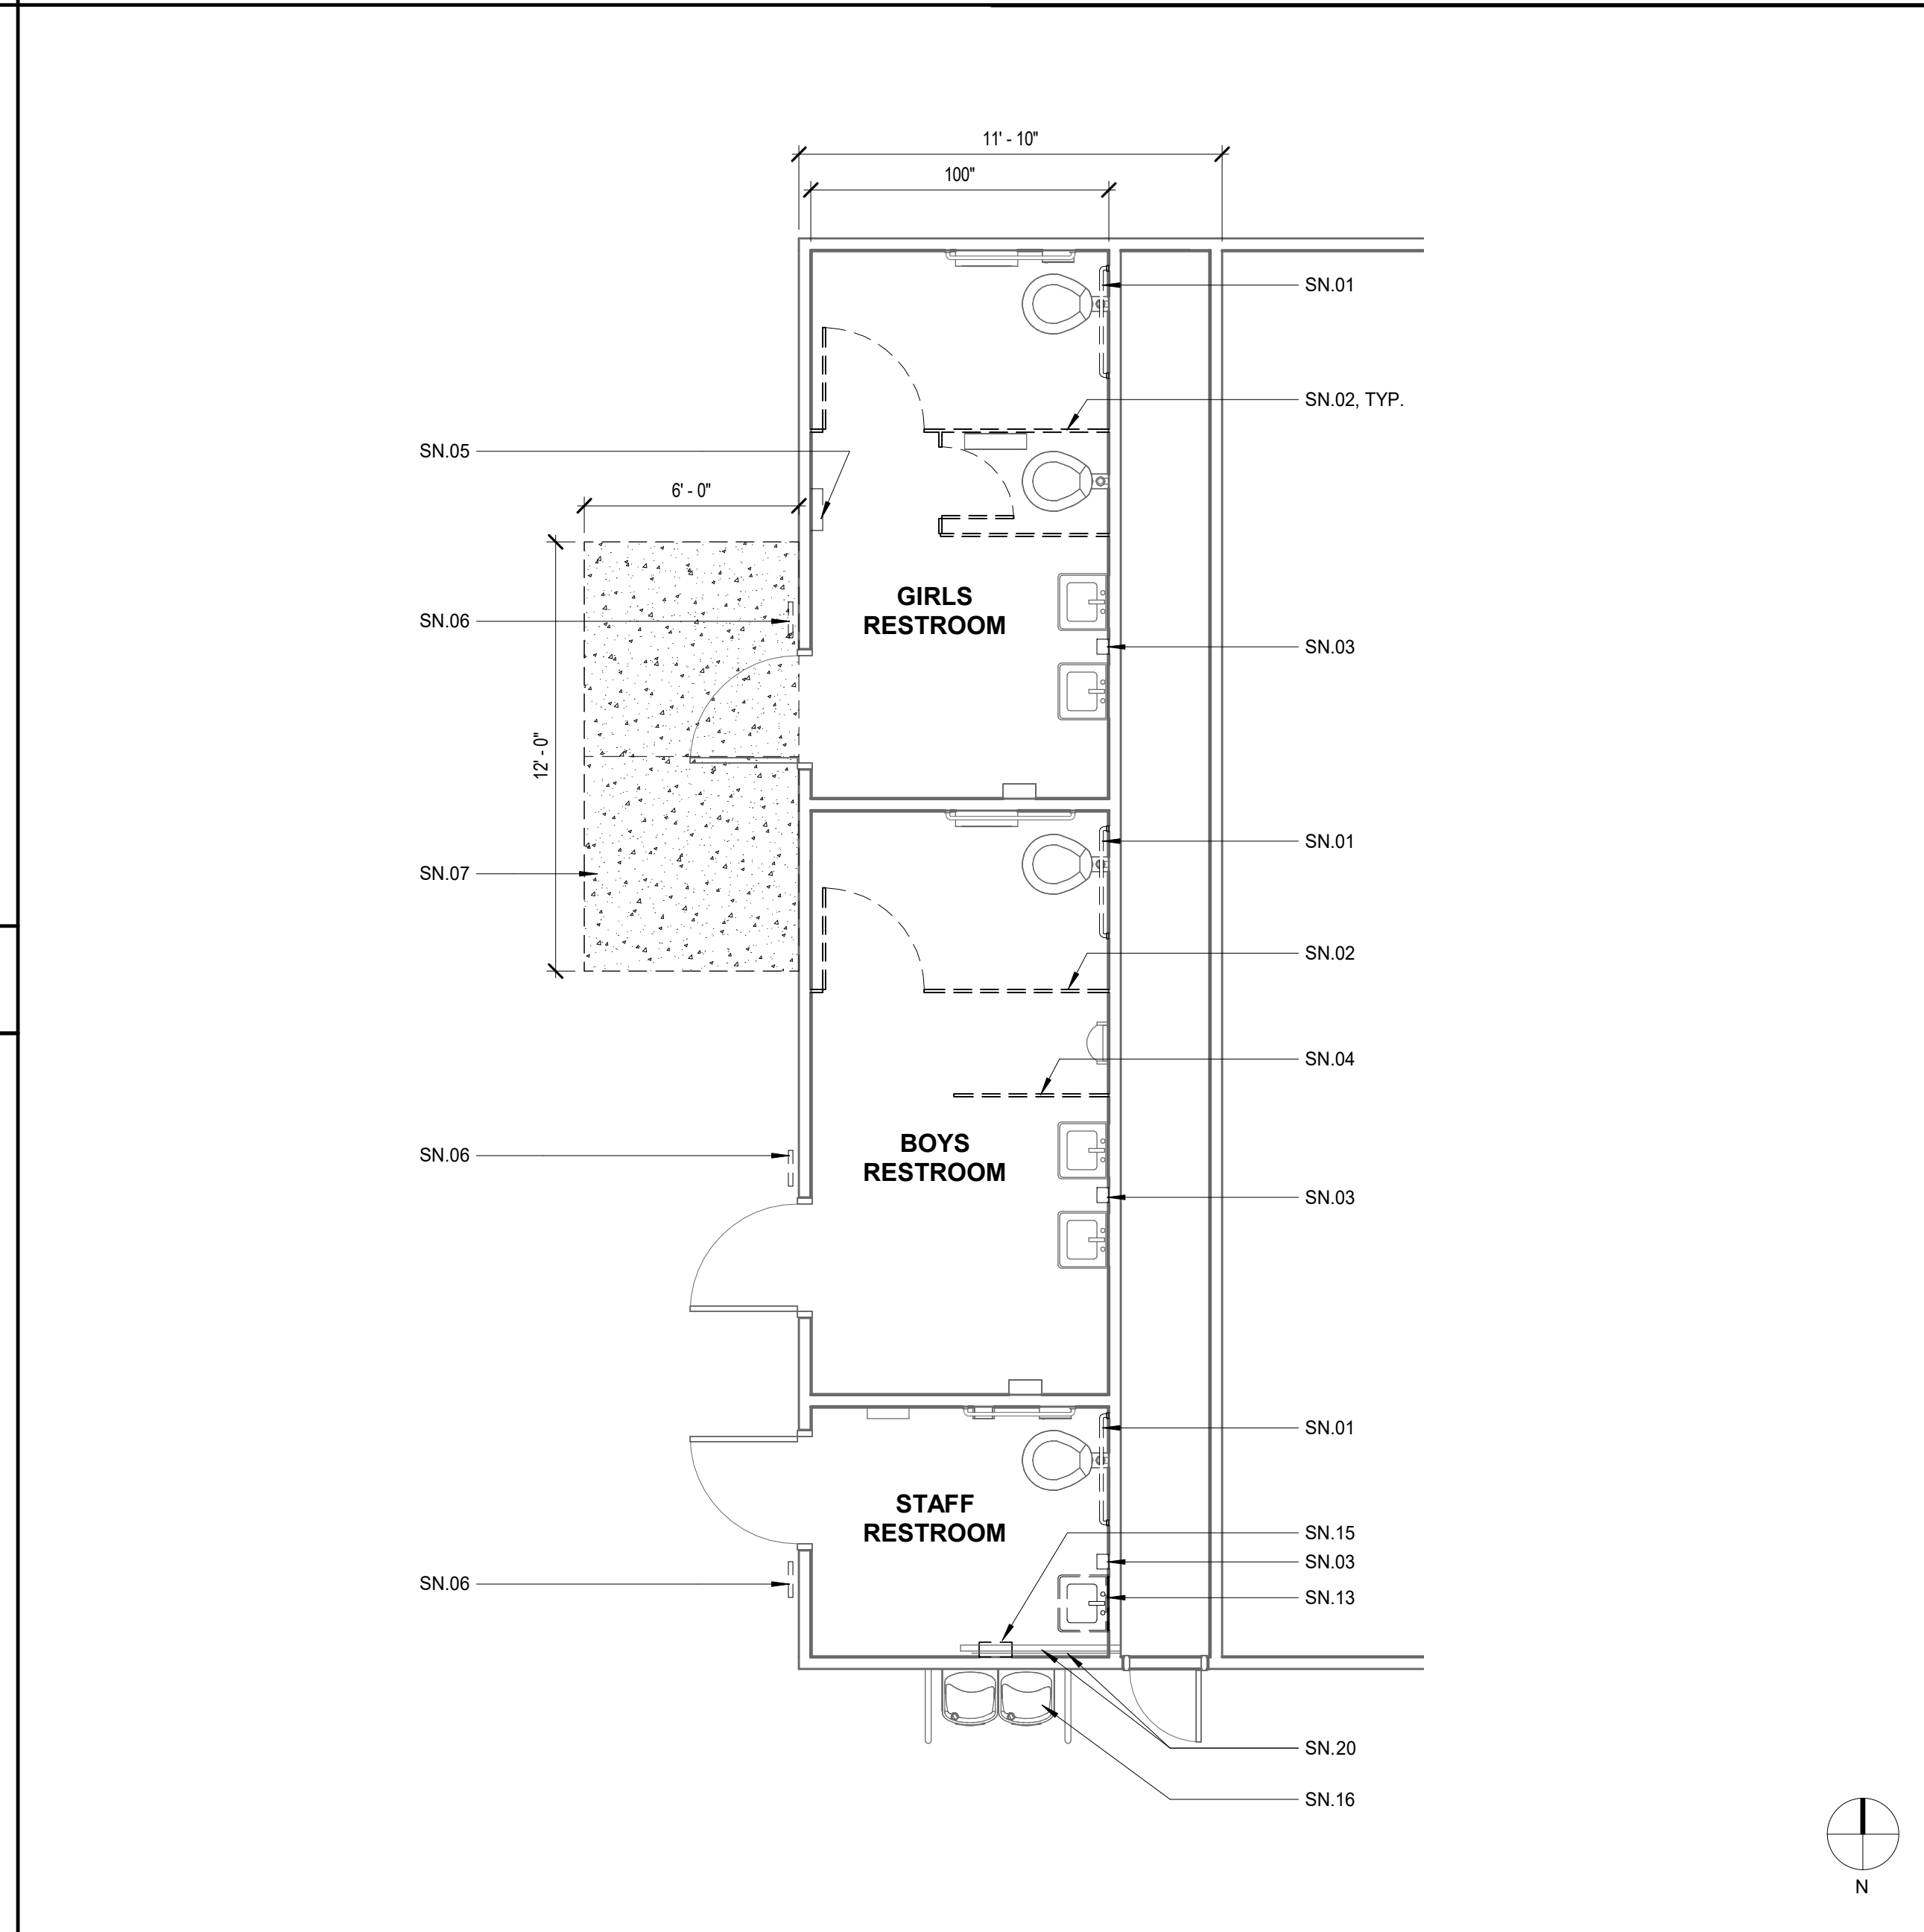 11' - 10"
100"
SN.01
SN.02, TYP.
SN.05
6' - 0"
GIRLS
RESTROOM
SN.06
SN.03
12' - 0"
SN.01
SN.07
SN.02
SN.04
BOYS
RESTROOM
SN.06
SN.03
SN.01
STAFF
RESTROOM
SN.15
SN.03
SN.06
SN.13
SN.20
SN.16
N